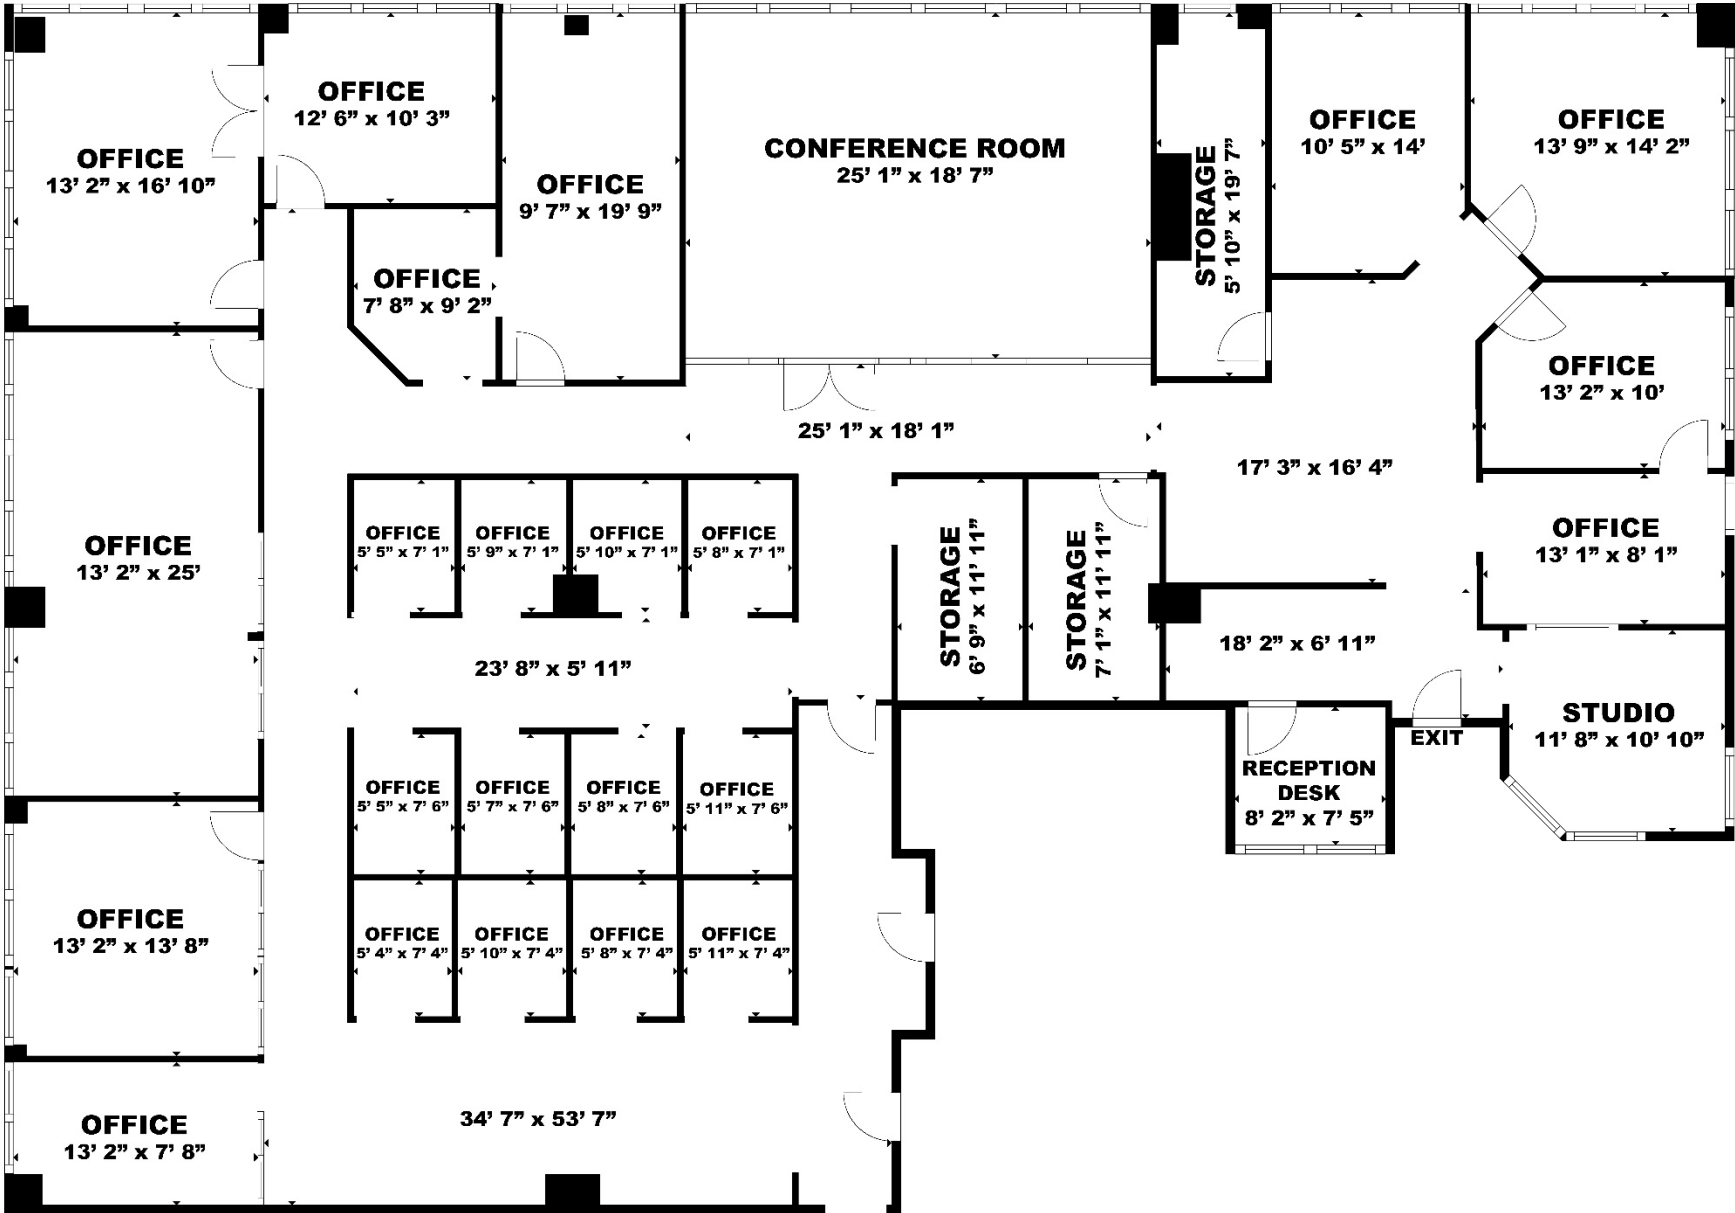 OFFICE
12’ 6” x 10’ 3”
OFFICE
13’ 2” x 16’ 10”
OFFICE
9’ 7” x 19’ 9”
CONFERENCE ROOM
25’ 1” x 18’ 7”
STORAGE
5’ 10” x 19’ 7”
OFFICE
10’ 5” x 14’
OFFICE
13’ 9” x 14’ 2”
OFFICE
7’ 8” x 9’ 2”
OFFICE
13’ 2” x 10’
25’ 1” x 18’ 1”
17’ 3” x 16’ 4”
OFFICE
13’ 2” x 25’
OFFICE
5’ 5” x 7’ 1”
OFFICE
5’ 9” x 7’ 1”
OFFICE
5’ 10” x 7’ 1”
OFFICE
5’ 8” x 7’ 1”
STORAGE
6’ 9” x 11’ 11”
STORAGE
7’ 1” x 11’ 11”
OFFICE
13’ 1” x 8’ 1”
23’ 8” x 5’ 11”
18’ 2” x 6’ 11”
STUDIO
11’ 8” x 10’ 10”
EXIT
RECEPTION
DESK
8’ 2” x 7’ 5”
OFFICE
5’ 5” x 7’ 6”
OFFICE
5’ 7” x 7’ 6”
OFFICE
5’ 8” x 7’ 6”
OFFICE
5’ 11” x 7’ 6”
OFFICE
13’ 2” x 13’ 8”
OFFICE
5’ 4” x 7’ 4”
OFFICE
5’ 10” x 7’ 4”
OFFICE
5’ 8” x 7’ 4”
OFFICE
5’ 11” x 7’ 4”
OFFICE
13’ 2” x 7’ 8”
34’ 7” x 53’ 7”